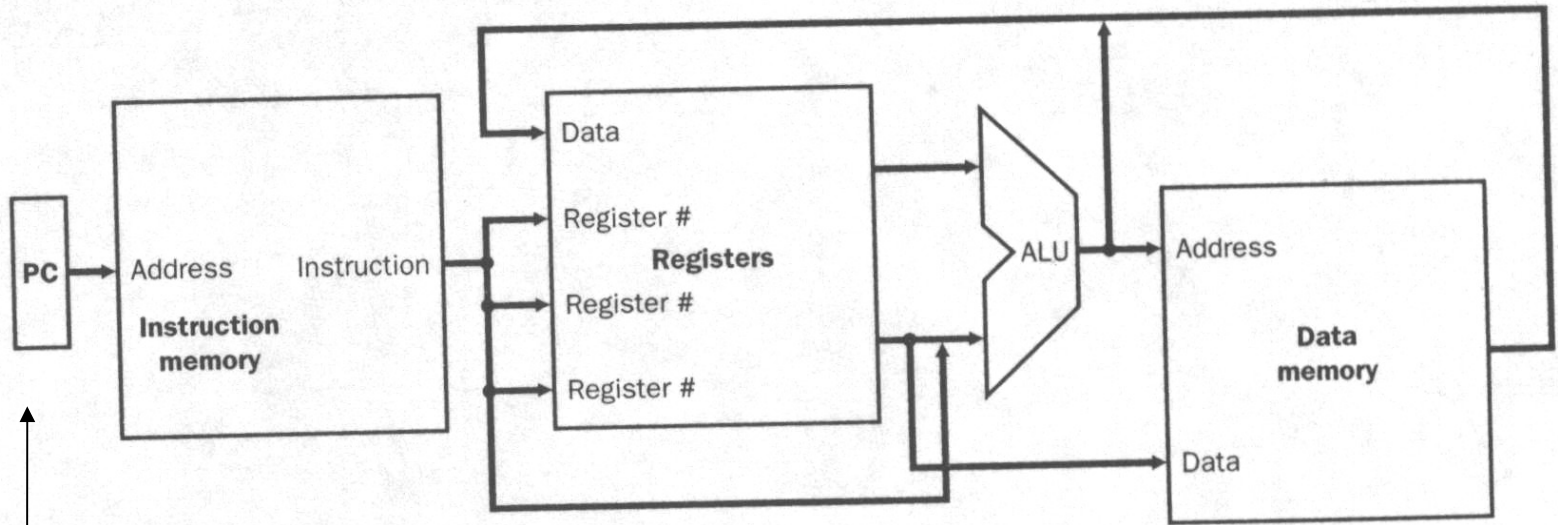 PC
Address
Instruction
Instruction
memory
Data
Register #
Register #
Register #
Registers
ALU
Address
Data
memory
Data